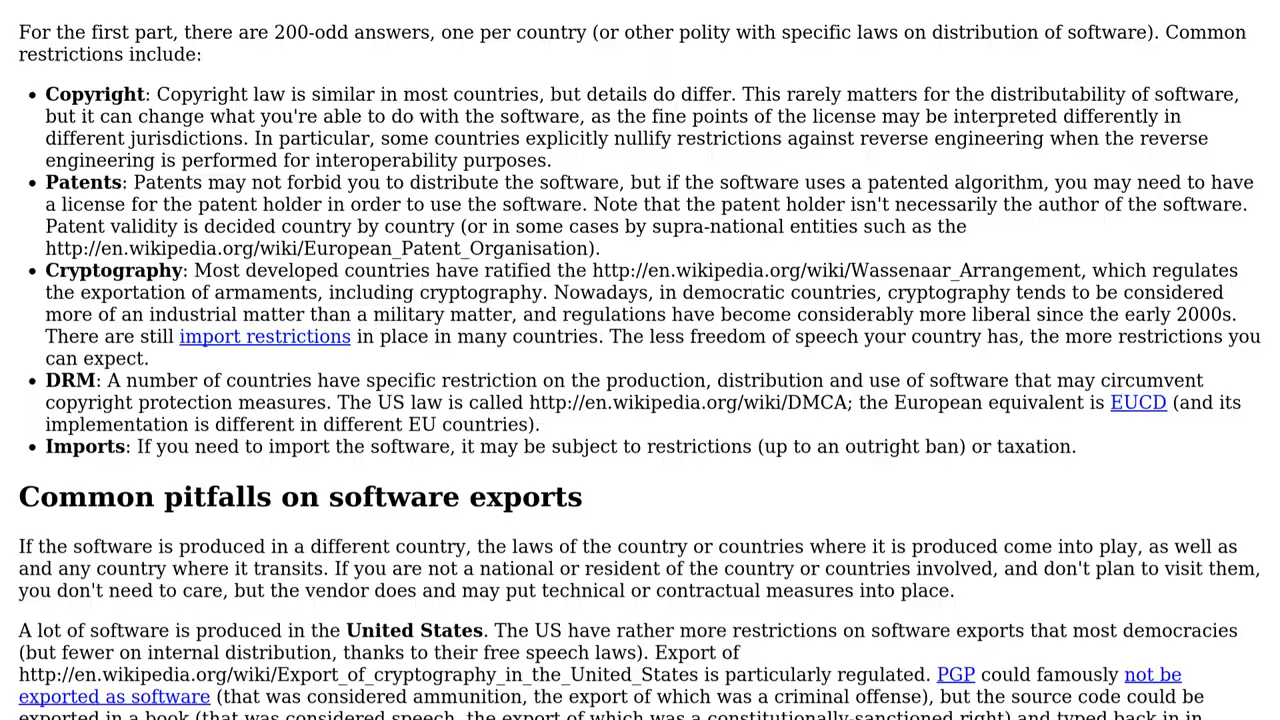 For the first part, there are 200-odd answers, one per country (or other polity with specific laws on distribution of software). Common
restrictions include:
• Copyright: Copyright law is similar in most countries, but details do differ. This rarely matters for the distributability of software,
but it can change what you're able to do with the software, as the fine points of the license may be interpreted differently in
different jurisdictions. In particular, some countries explicitly nullify restrictions against reverse engineering when the reverse
engineering is performed for interoperability purposes.
• Patents: Patents may not forbid you to distribute the software, but if the software uses a patented algorithm, you may need to have
a license for the patent holder in order to use the software. Note that the patent holder isn't necessarily the author of the software.
Patent validity is decided country by country (or in some cases by supra-national entities such as the
http://en.wikipedia.org/wiki/European_Patent_Organisation).
• Cryptography: Most developed countries have ratified the http://en.wikipedia.org/wiki/Wassenaar_Arrangement, which regulates
the exportation of armaments, including cryptography. Nowadays, in democratic countries, cryptography tends to be considered
more of an industrial matter than a military matter, and regulations have become considerably more liberal since the early 2000s.
There are still import restrictions in place in many countries. The less freedom of speech your country has, the more restrictions you
can expect.
• DRM: A number of countries have specific restriction on the production, distribution and use of software that may circumvent
copyright protection measures. The US law is called http://en.wikipedia.org/wiki/DMCA; the European equivalent is EUCD (and its
implementation is different in different EU countries).
• Imports: If you need to import the software, it may be subject to restrictions (up to an outright ban) or taxation.
Common pitfalls on software exports
If the software is produced in a different country, the laws of the country or countries where it is produced come into play, as well as
and any country where it transits. If you are not a national or resident of the country or countries involved, and don't plan to visit them,
you don't need to care, but the vendor does and may put technical or contractual measures into place.
A lot of software is produced in the United States. The US have rather more restrictions on software exports that most democracies
(but fewer on internal distribution, thanks to their free speech laws). Export of
http://en.wikipedia.org/wiki/Export_of_cryptography_in_the_United_States is particularly regulated. PGP could famously not be
exported as software (that was considered ammunition, the export of which was a criminal offense), but the source code could be
exported in a book (that was considered speech, the export of which was a constitutionally-sanctioned right) and typed back in in